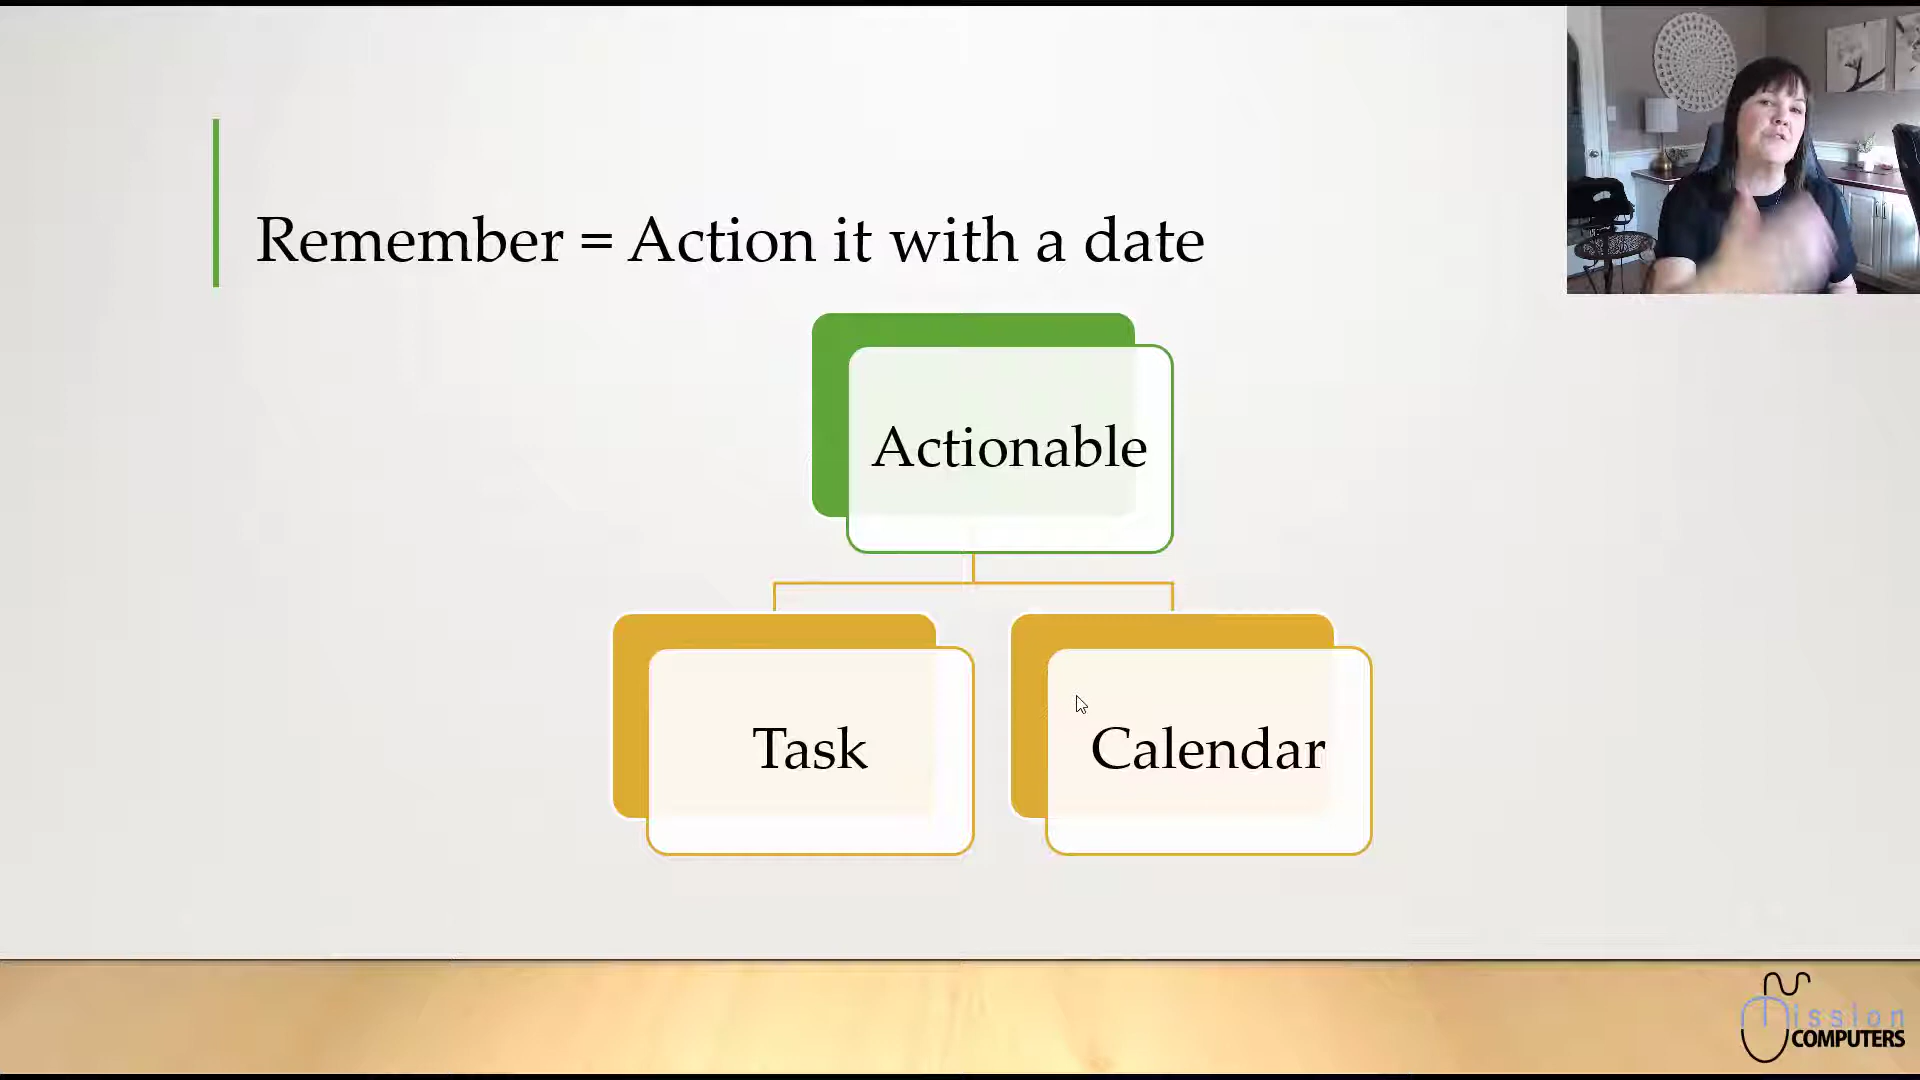 Remember = Action it with a date
Actionable
Task
Calendar
mission
COMPUTERS